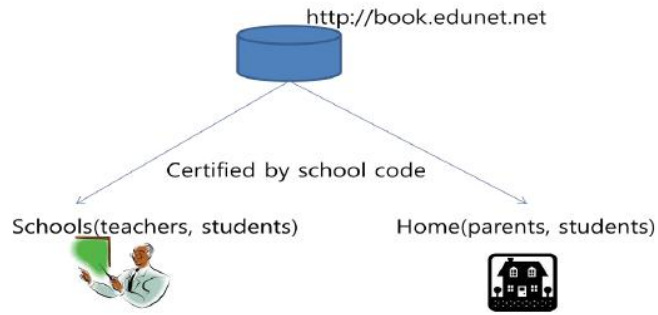 http://book.edunet.net
Certified by school code
Schools(teachers, students)
Home(parents, students)